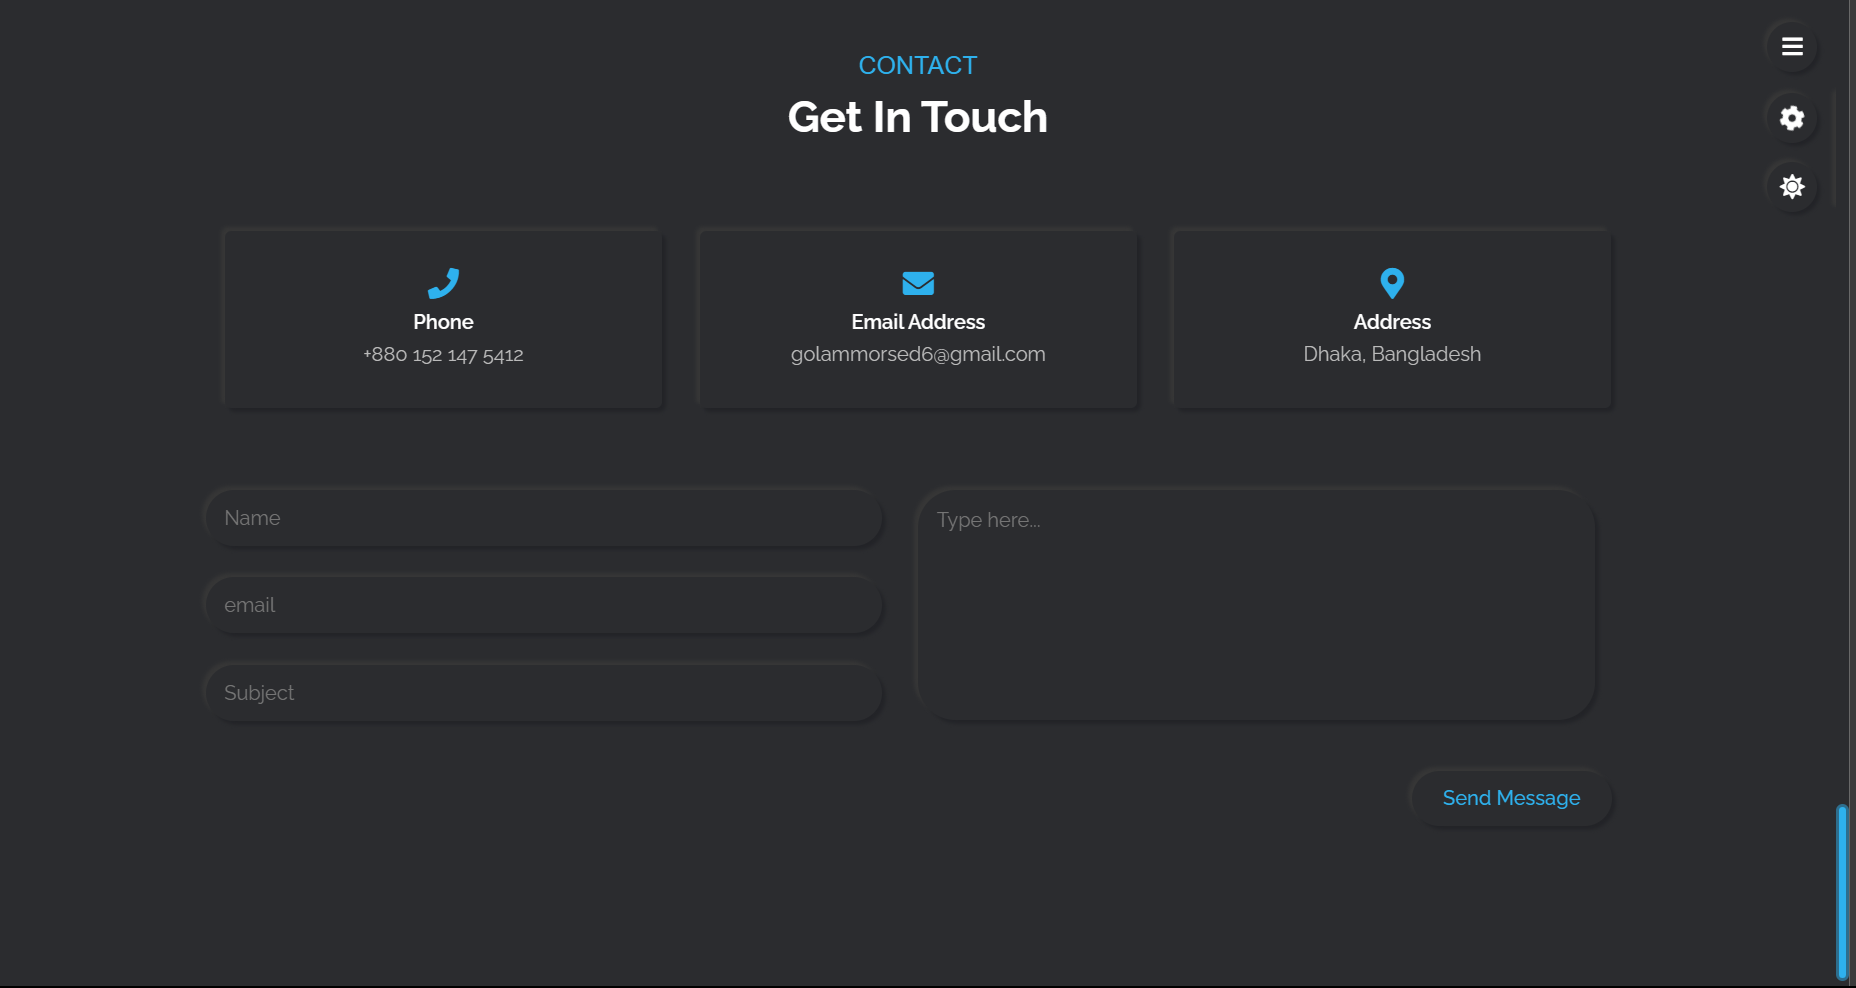 CONTACT
Get In Touch
Phone
+880 152 147 5412
Email Address
golammorsed6@gmail.com
Address
Dhaka, Bangladesh
Name
email
Subject
Type here...
Send Message